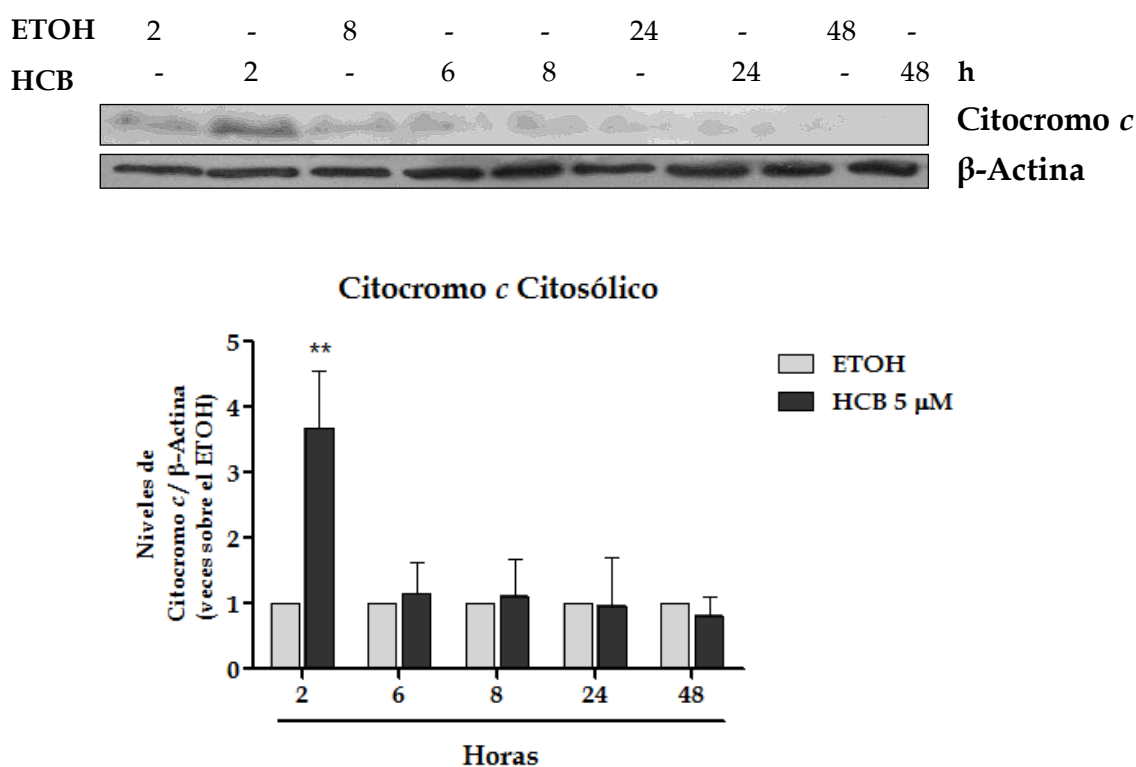 ETOH 2 - 8 - - 24 - 48 -
HCB - 2 - 6 8 - 24 - 48 h
Citocromo c
β-Actina
Citocromo c Citosólico
Niveles de
Citocromo c/ β-Actina
(veces sobre el ETOH)
5
4
3
2
1
0
**
ETOH
HCB 5 µM
2 6 8 24 48
Horas